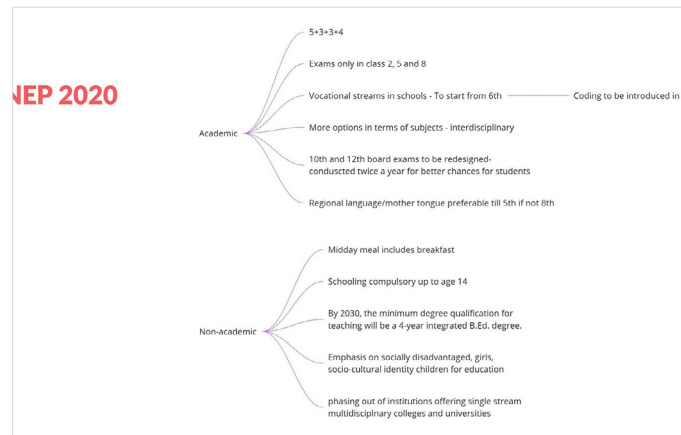 NEP 2020
Academic
5+3+3+4
Exams only in class 2, 5 and 8
Vocational streams in schools - To start from 6th
Coding to be introduced in
More options in terms of subjects - interdisciplinary
10th and 12th board exams to be redesigned-
conduscted twice a year for better chances for students
Regional language/mother tongue preferable till 5th if not 8th
Non-academic
Midday meal includes breakfast
Schooling compulsory up to age 14
By 2030, the minimum degree qualification for
teaching will be a 4-year integrated B.Ed. degree.
Emphasis on socially disadvantaged, girls,
socio-cultural identity children for education
phasing out of institutions offering single stream
multidisciplnary colleges and universities